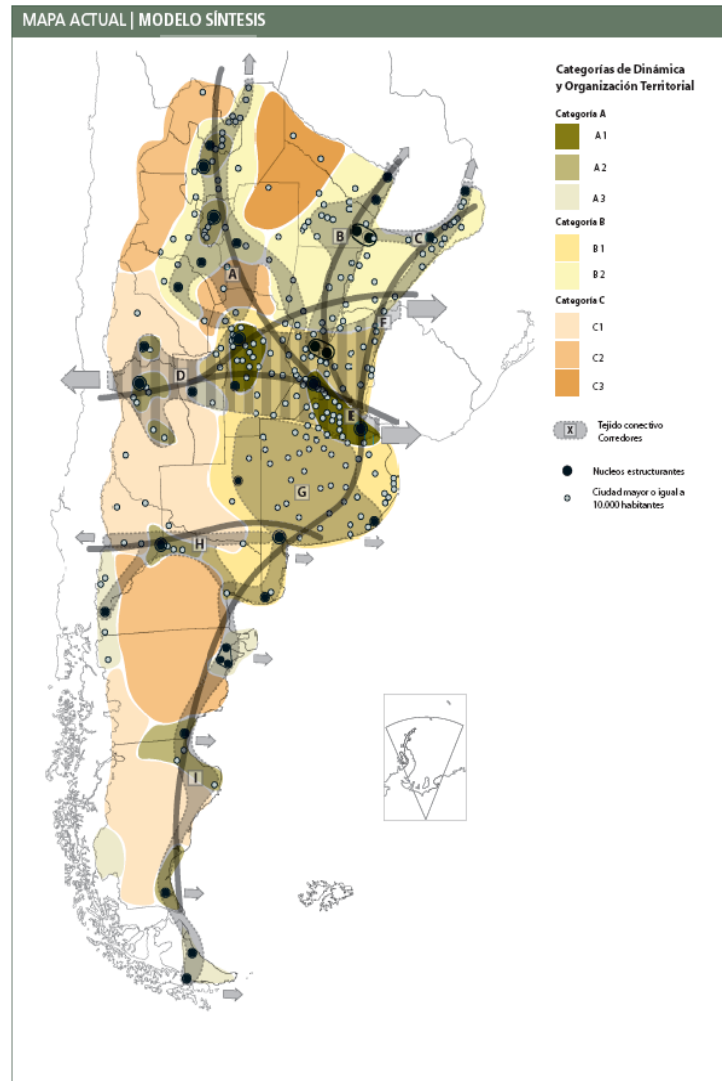 MAPA ACTUAL | MODELO SÍNTESIS
Categorías de Dinámica
y Organización Territorial
Categoría A
A 1
A 2
A 3
Categoría B
B 1
B 2
Categoría C
C1
C2
C3
X
Tejido conectivo
Corredores
Nucleos estructurantes
Ciudad mayor o igual a
10.000 habitantes
B
C
A
F
D
E
G
H
I